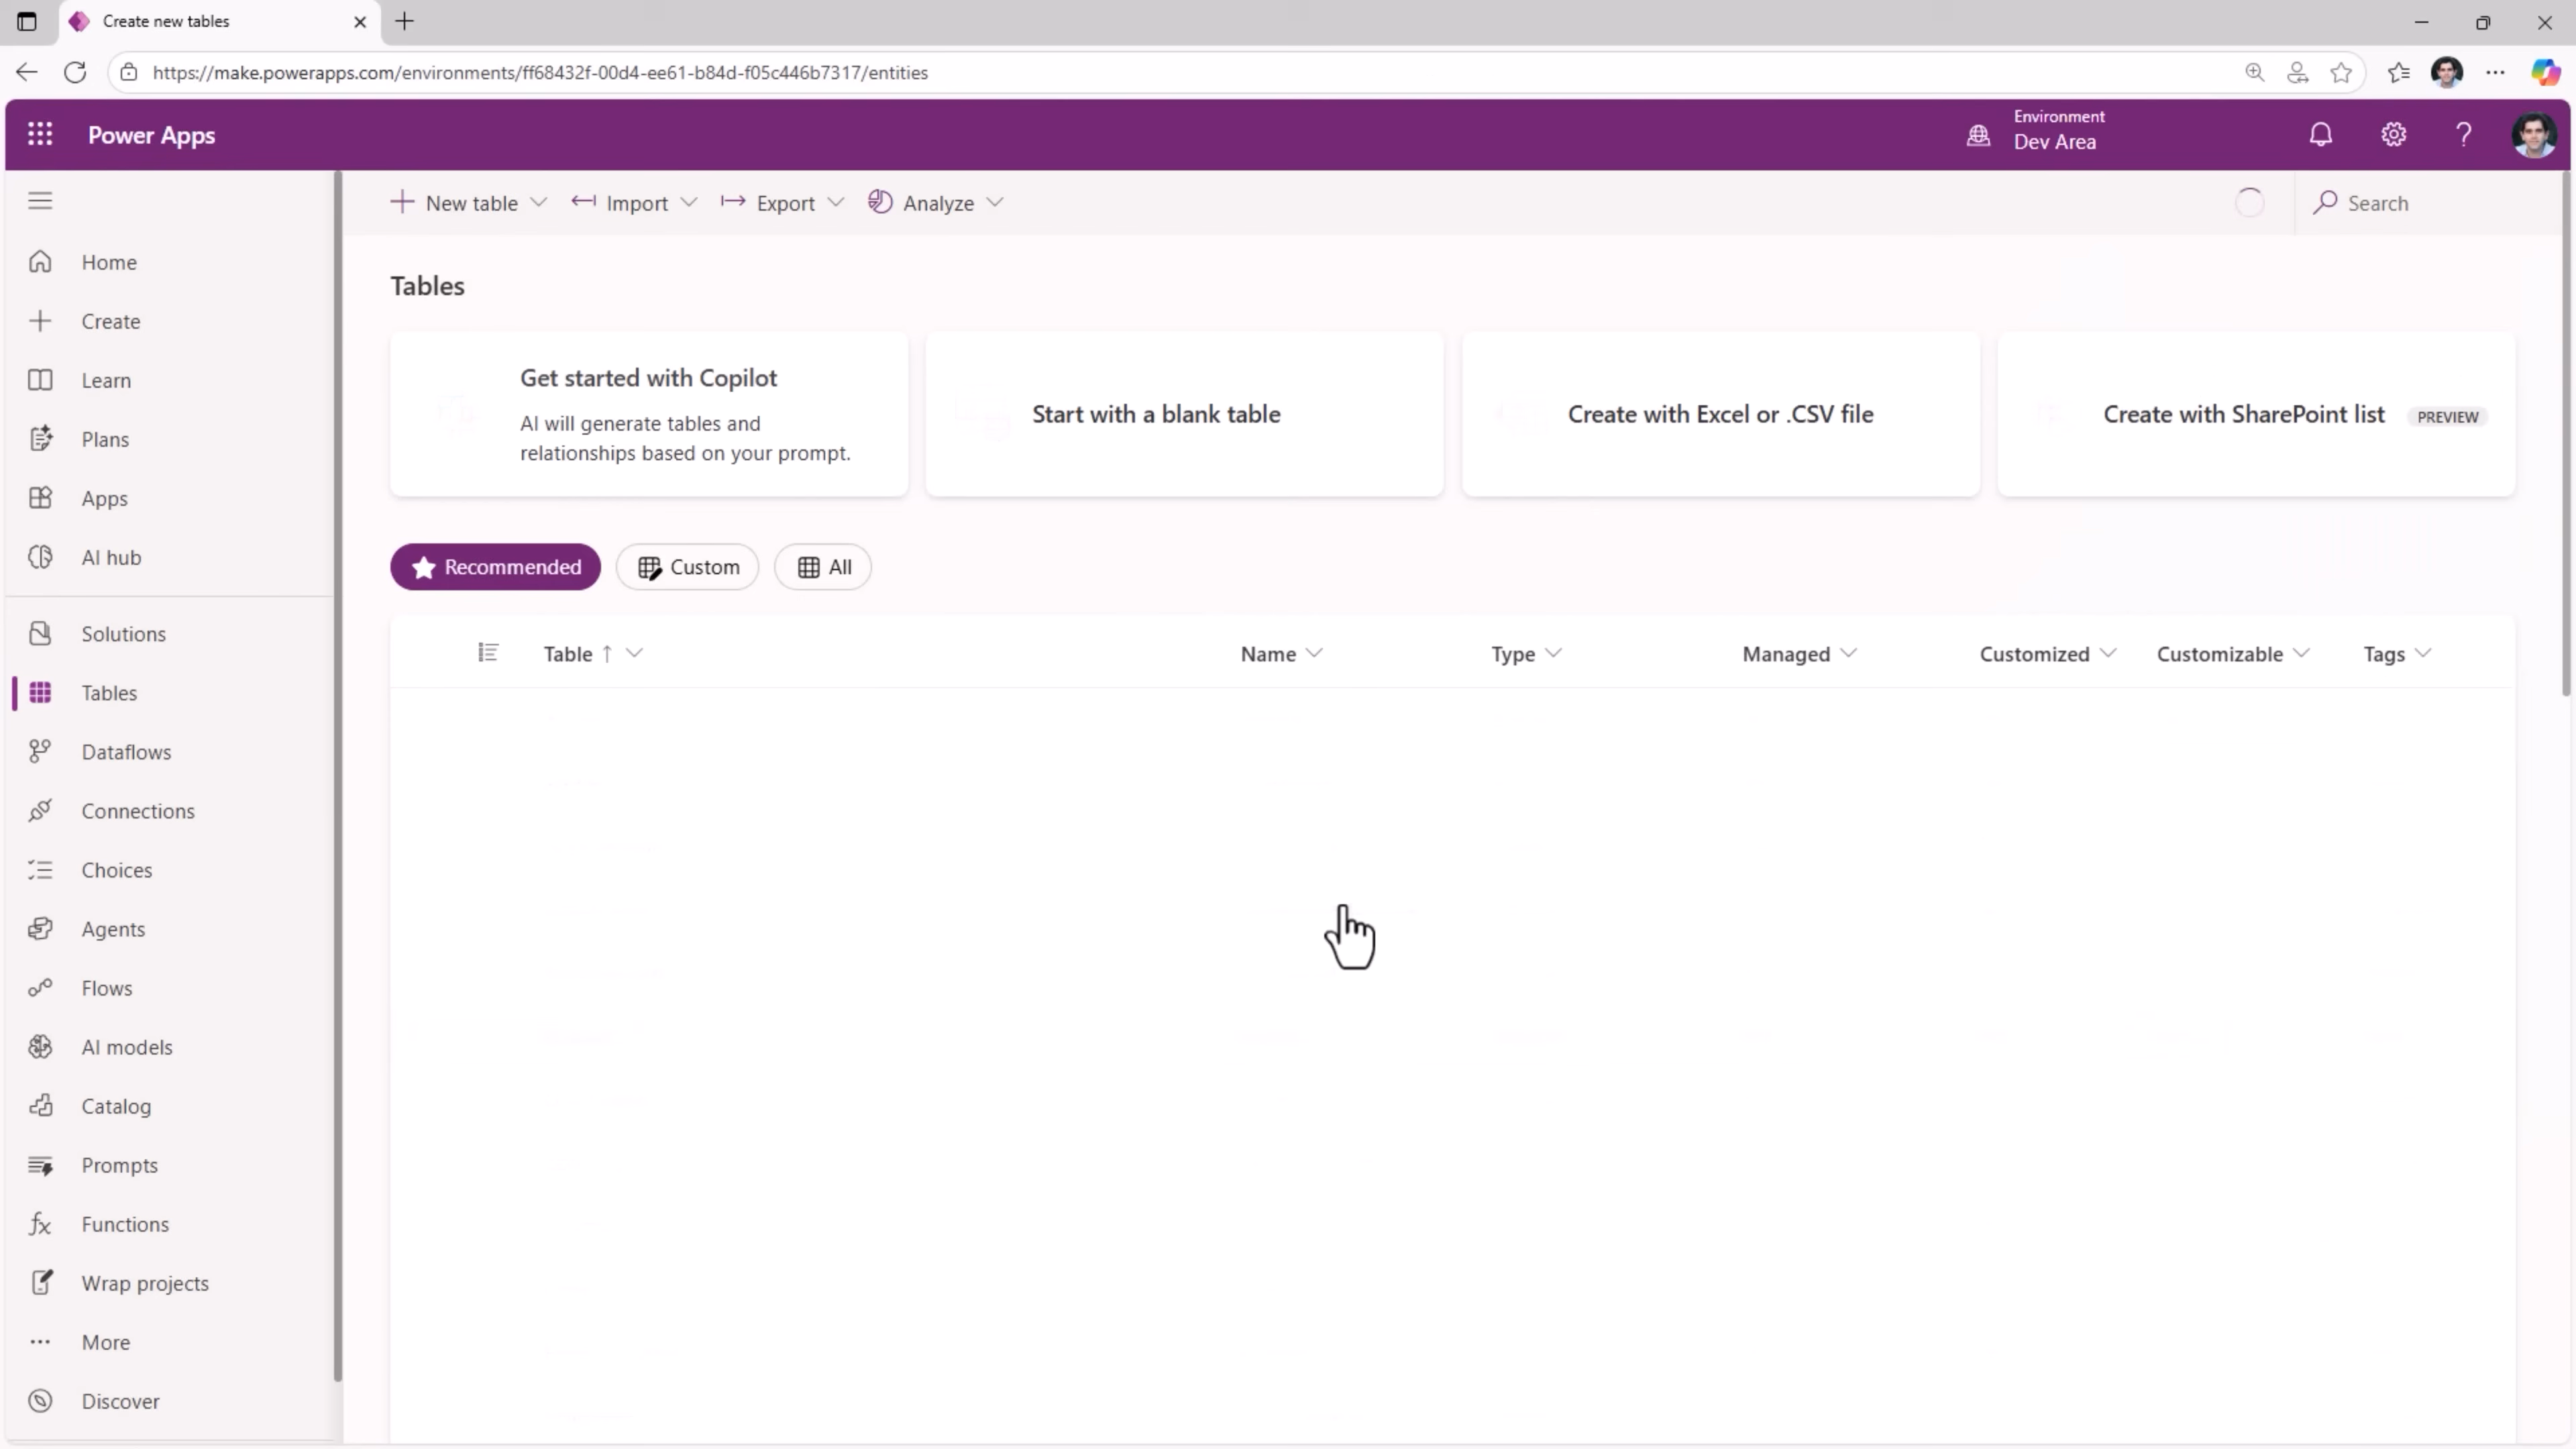 Create new tables
https://make.powerapps.com/environments/ff68432f-00d4-ee61-b84d-f05c446b7317/entities
Power Apps
Environment
Dev Area
New table
Import
Export
Analyze
Search
Home
Create
Learn
Plans
Apps
AI hub
Solutions
Tables
Dataflows
Connections
Choices
Agents
Flows
AI models
Catalog
Prompts
Functions
Wrap projects
More
Discover
Tables
Get started with Copilot
AI will generate tables and
relationships based on your prompt.
Start with a blank table
Create with Excel or .CSV file
Create with SharePoint list PREVIEW
Recommended
Custom
All
Table ↑
Name
Type
Managed
Customized
Customizable
Tags